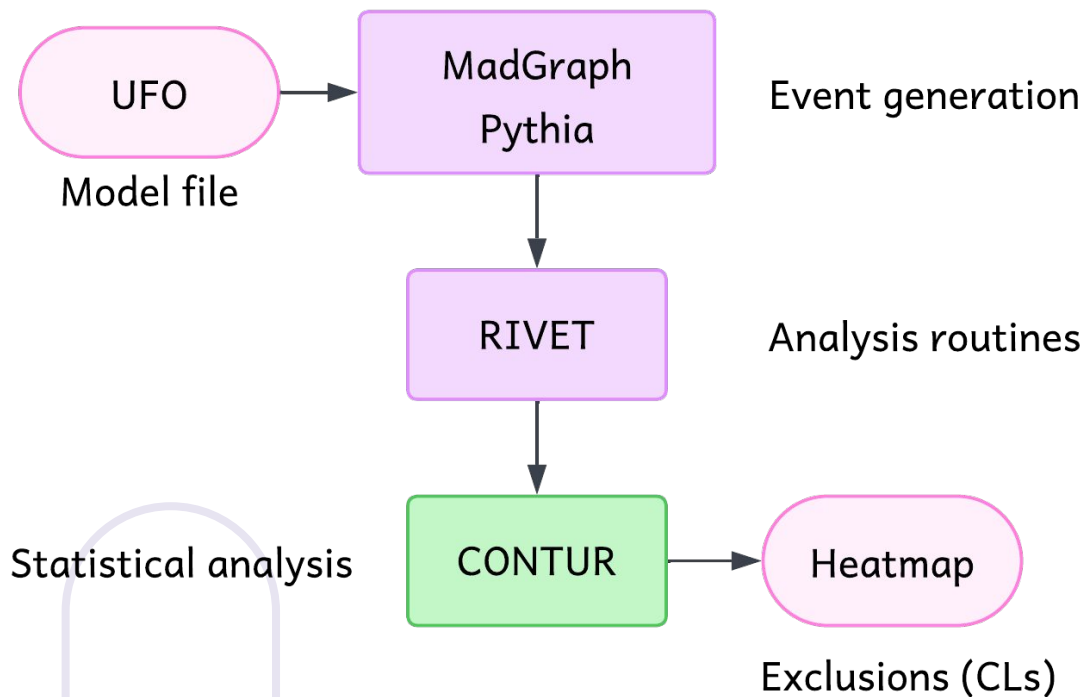 UFO
MadGraph
Pythia
Event generation
Model file
RIVET
Analysis routines
Statistical analysis
CONTUR
Heatmap
Exclusions (CLs)